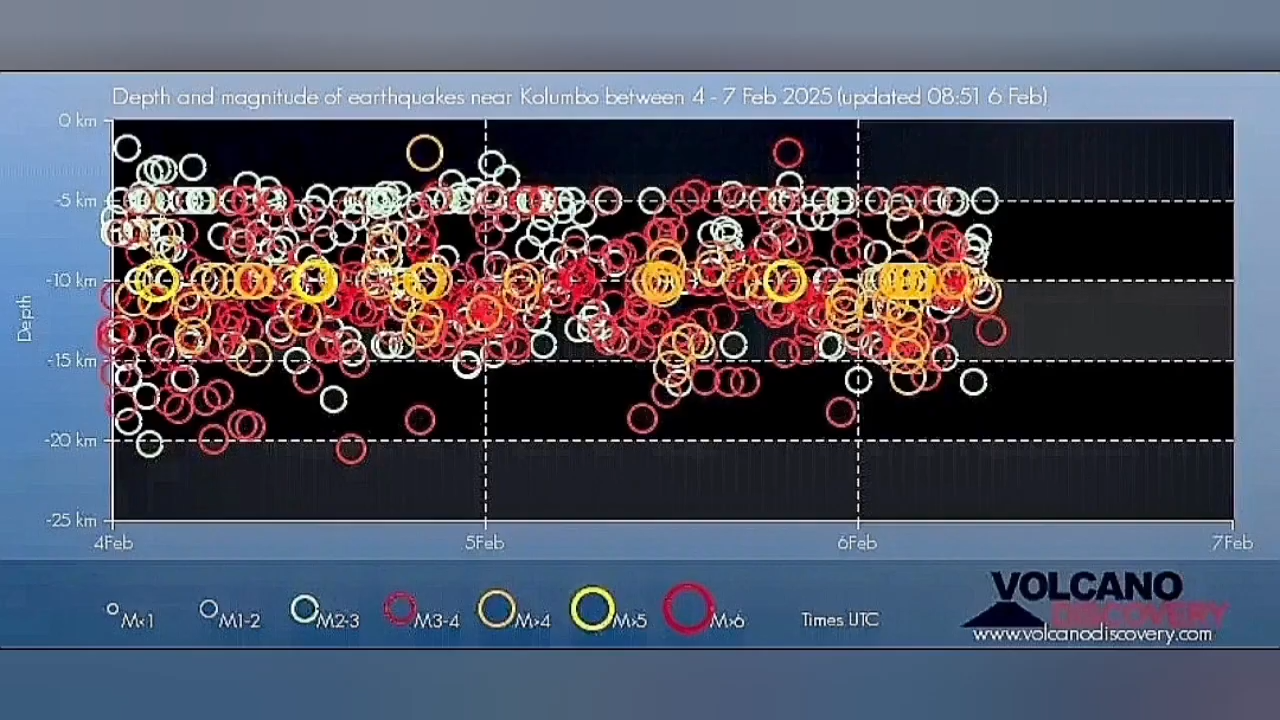 Depth and magnitude of earthquakes near Kolumbo between 4 - 7 Feb 2025 (updated 08:51 6 Feb)
0 km
-5 km
-10 km
-15 km
-20 km
-25 km
Depth
4Feb 5Feb 6Feb 7Feb
M<1 M1-2 M2-3 M3-4 M>4 M>5 M>6 Times UTC
VOLCANO
DISCOVERY
www.volcanodiscovery.com